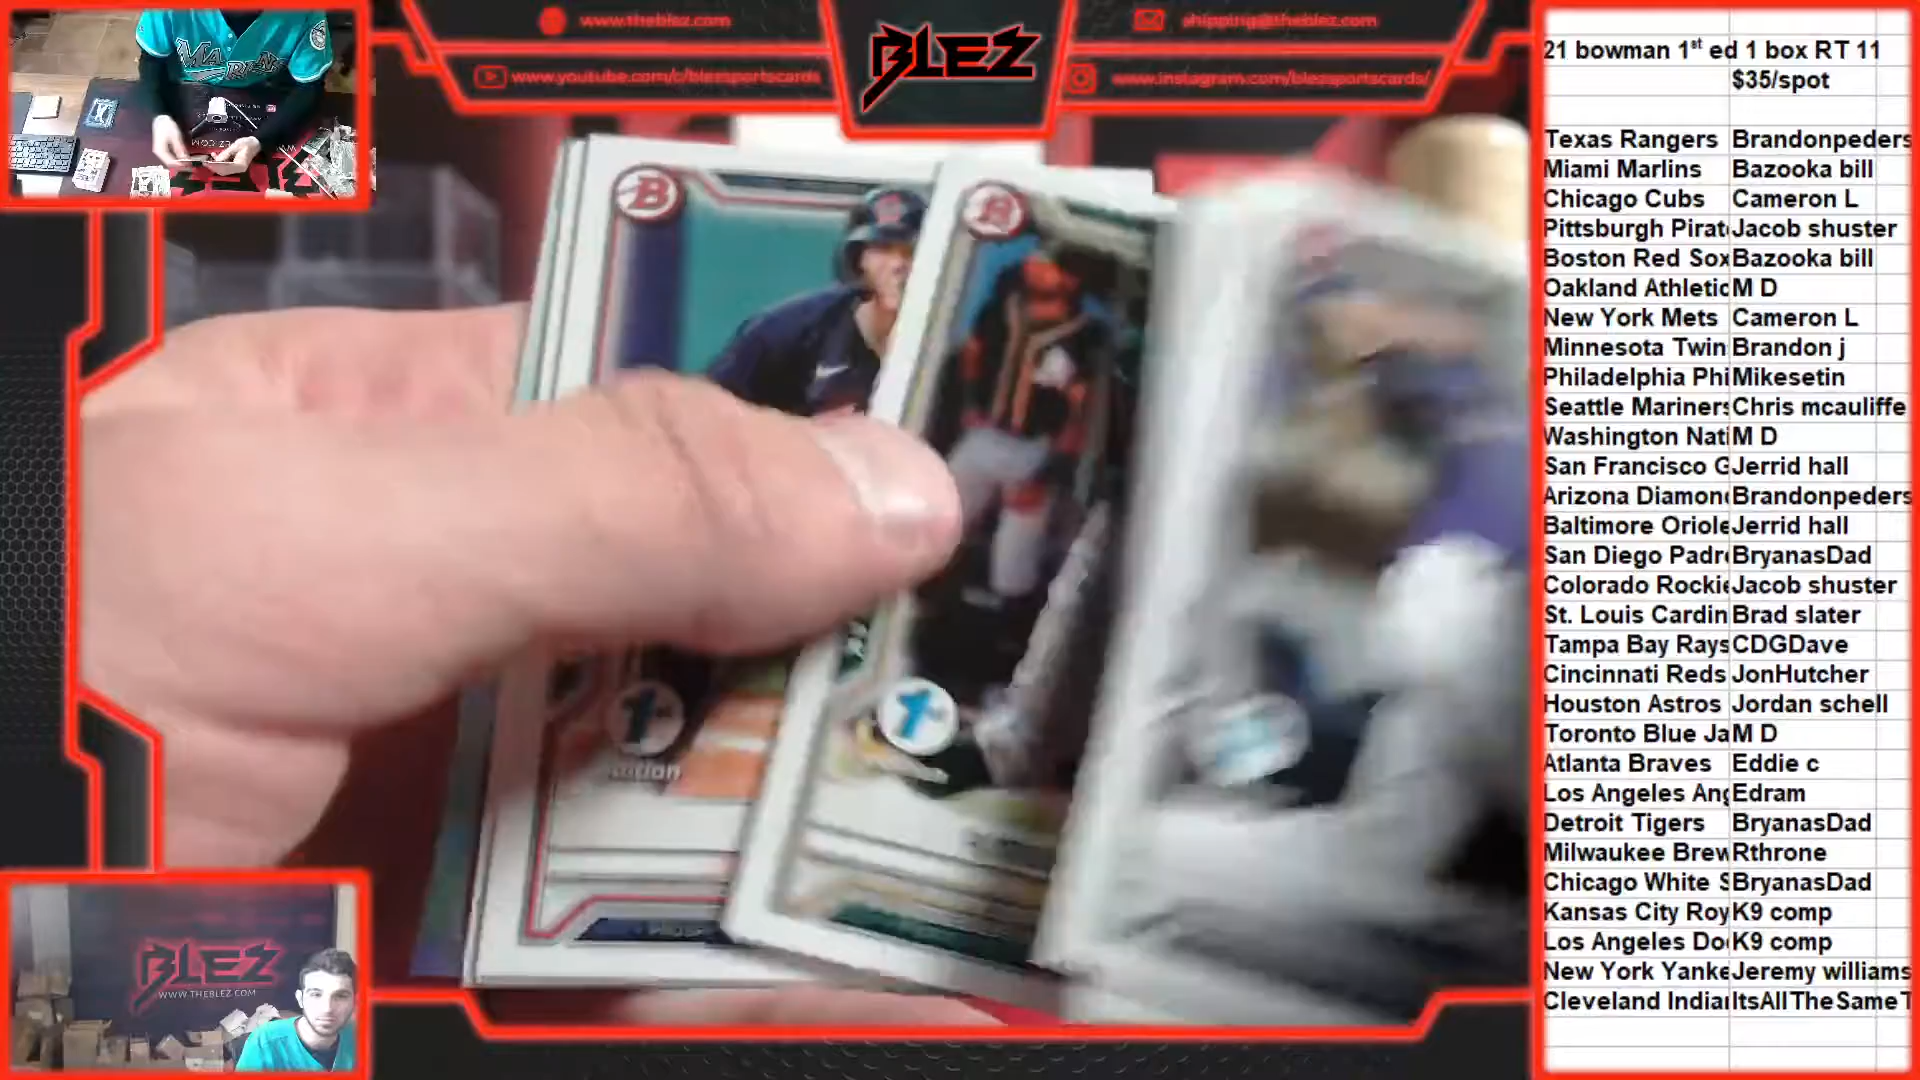 www.theblez.com
shipping@theblez.com
BLEZ
www.youtube.com/c/blezsportscards
www.instagram.com/blezsportscards/
21 bowman 1st ed 1 box RT 11
$35/spot
Texas Rangers Brandonpeders
Miami Marlins Bazooka bill
Chicago Cubs Cameron L
Pittsburgh Pirat Jacob shuster
Boston Red Sox Bazooka bill
Oakland Athletic M D
New York Mets Cameron L
Minnesota Twin Brandon j
Philadelphia Phi Mikesetin
Seattle Mariners Chris mcauliffe
Washington Nati M D
San Francisco G Jerrid hall
Arizona Diamond Brandonpeders
Baltimore Oriole Jerrid hall
San Diego Padre BryanasDad
Colorado Rockie Jacob shuster
St. Louis Cardin Brad slater
Tampa Bay Rays CDGDave
Cincinnati Reds JonHutcher
Houston Astros Jordan schell
Toronto Blue Ja M D
Atlanta Braves Eddie c
Los Angeles Ang Edram
Detroit Tigers BryanasDad
Milwaukee Brew Rthrone
Chicago White S BryanasDad
Kansas City Roy K9 comp
Los Angeles Do K9 comp
New York Yanke Jeremy williams
Cleveland Indian ItsAllTheSameT
B
1st
BLEZ
WWW.THEBLEZ.COM